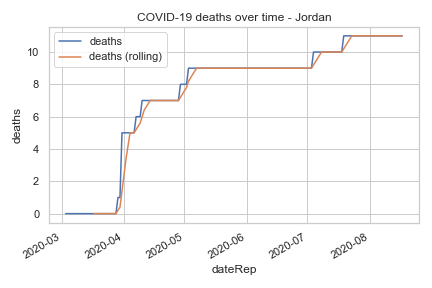 COVID-19 deaths over time - Jordan
deaths
deaths (rolling)
deaths
10
8
6
4
2
0
2020-03
2020-04
2020-05
2020-06
2020-07
2020-08
dateRep